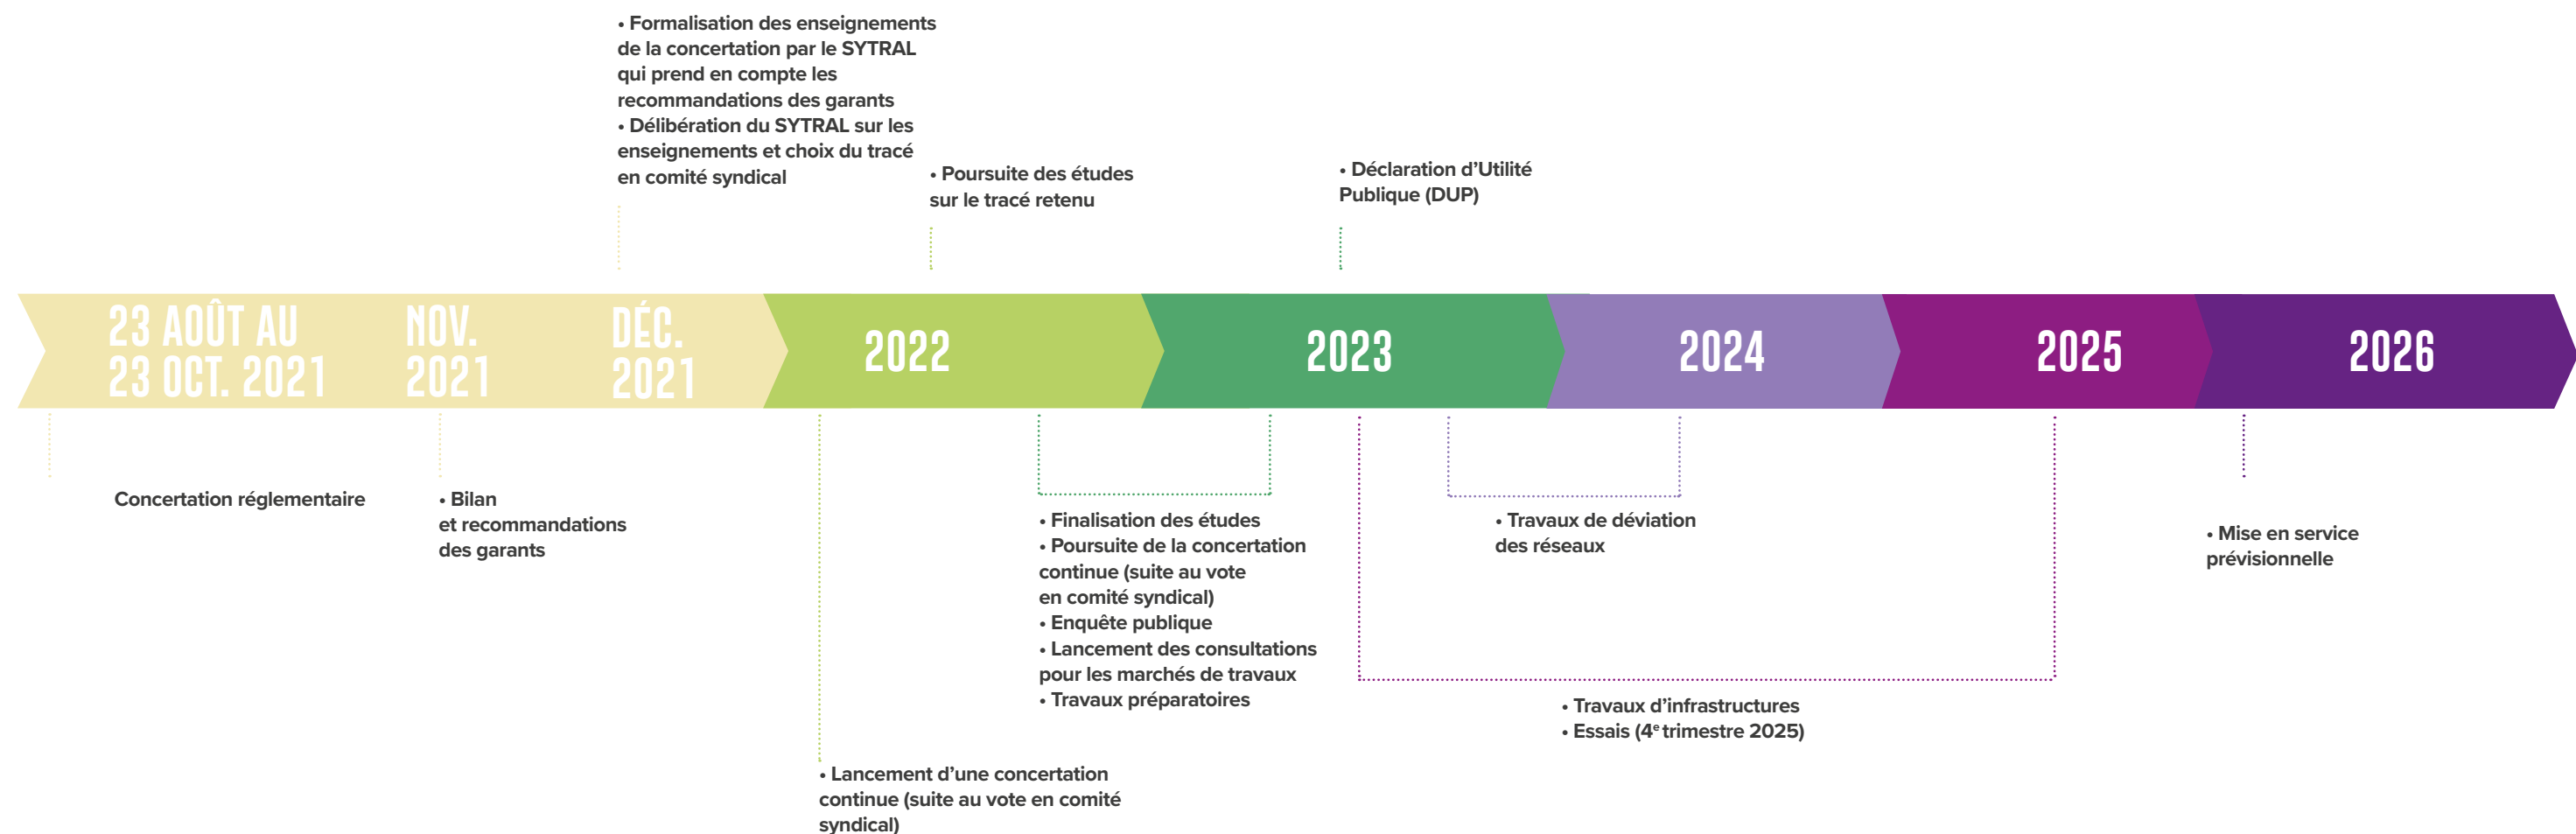 • Formalisation des enseignements
de la concertation par le SYTRAL
qui prend en compte les
recommandations des garants
• Délibération du SYTRAL sur les
enseignements et choix du tracé
en comité syndical
• Poursuite des études
sur le tracé retenu
• Déclaration d’Utilité
Publique (DUP)
23 AOÛT AU
23 OCT. 2021
NOV.
2021
DÉC.
2021
2022
2023
2024
2025
2026
Concertation réglementaire
• Bilan
et recommandations
des garants
• Finalisation des études
• Poursuite de la concertation
continue (suite au vote
en comité syndical)
• Enquête publique
• Lancement des consultations
pour les marchés de travaux
• Travaux préparatoires
• Travaux de déviation
des réseaux
• Mise en service
prévisionnelle
• Travaux d’infrastructures
• Essais (4e trimestre 2025)
• Lancement d’une concertation
continue (suite au vote en comité
syndical)